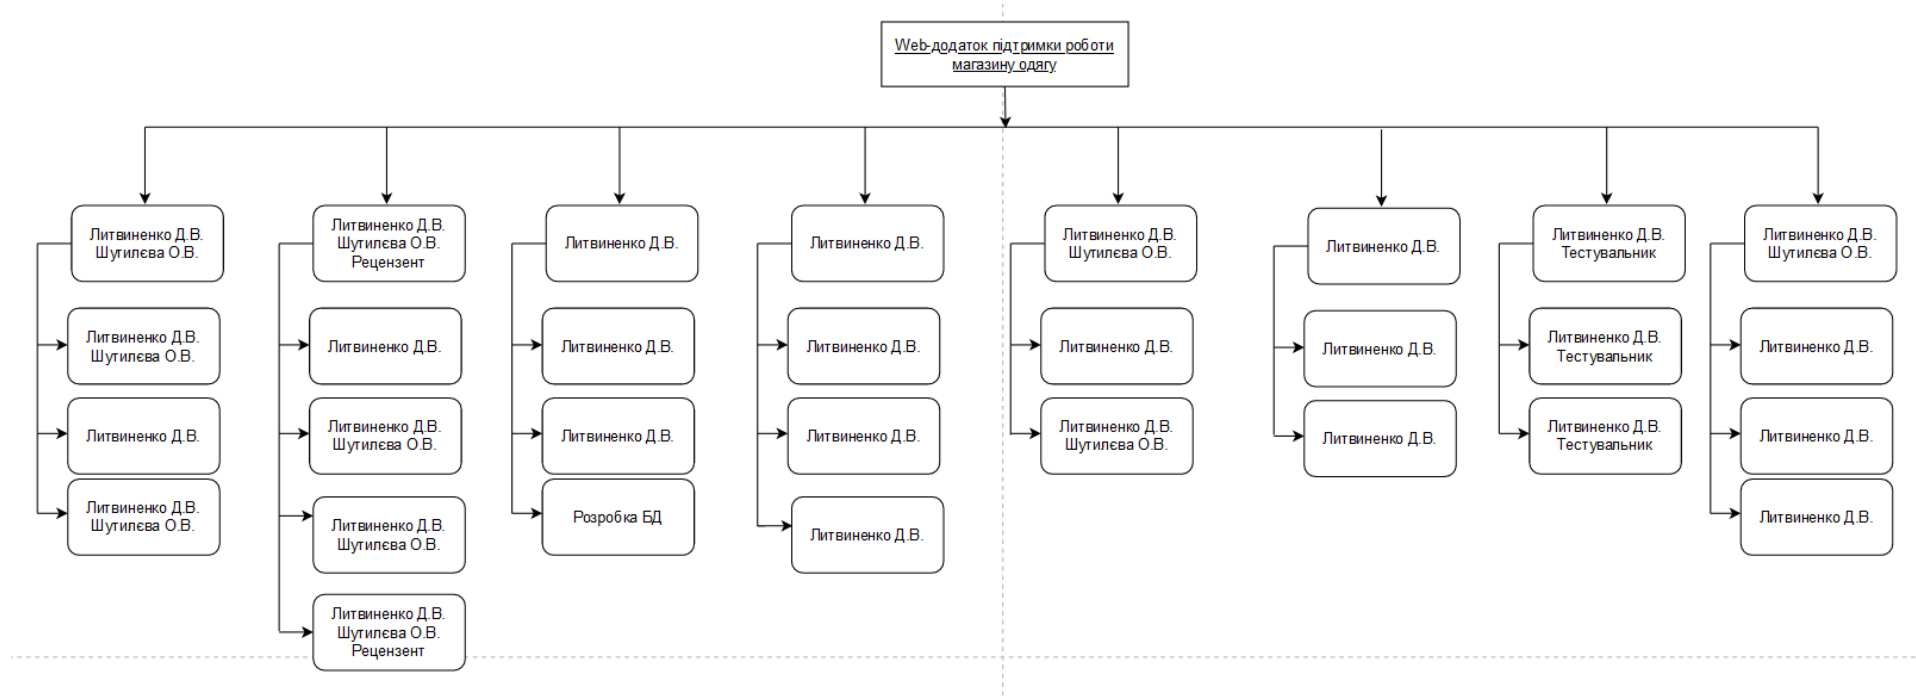 Web-додаток підтримки роботи
магазину одягу
Литвиненко Д.В.
Шутилєва О.В.
Литвиненко Д.В.
Шутилєва О.В.
Литвиненко Д.В.
Литвиненко Д.В.
Шутилєва О.В.
Литвиненко Д.В.
Шутилєва О.В.
Рецензент
Литвиненко Д.В.
Литвиненко Д.В.
Шутилєва О.В.
Литвиненко Д.В.
Шутилєва О.В.
Литвиненко Д.В.
Шутилєва О.В.
Рецензент
Литвиненко Д.В.
Литвиненко Д.В.
Литвиненко Д.В.
Розробка БД
Литвиненко Д.В.
Литвиненко Д.В.
Литвиненко Д.В.
Литвиненко Д.В.
Литвиненко Д.В.
Шутилєва О.В.
Литвиненко Д.В.
Литвиненко Д.В.
Шутилєва О.В.
Литвиненко Д.В.
Литвиненко Д.В.
Литвиненко Д.В.
Литвиненко Д.В.
Тестувальник
Литвиненко Д.В.
Тестувальник
Литвиненко Д.В.
Тестувальник
Литвиненко Д.В.
Шутилєва О.В.
Литвиненко Д.В.
Литвиненко Д.В.
Литвиненко Д.В.